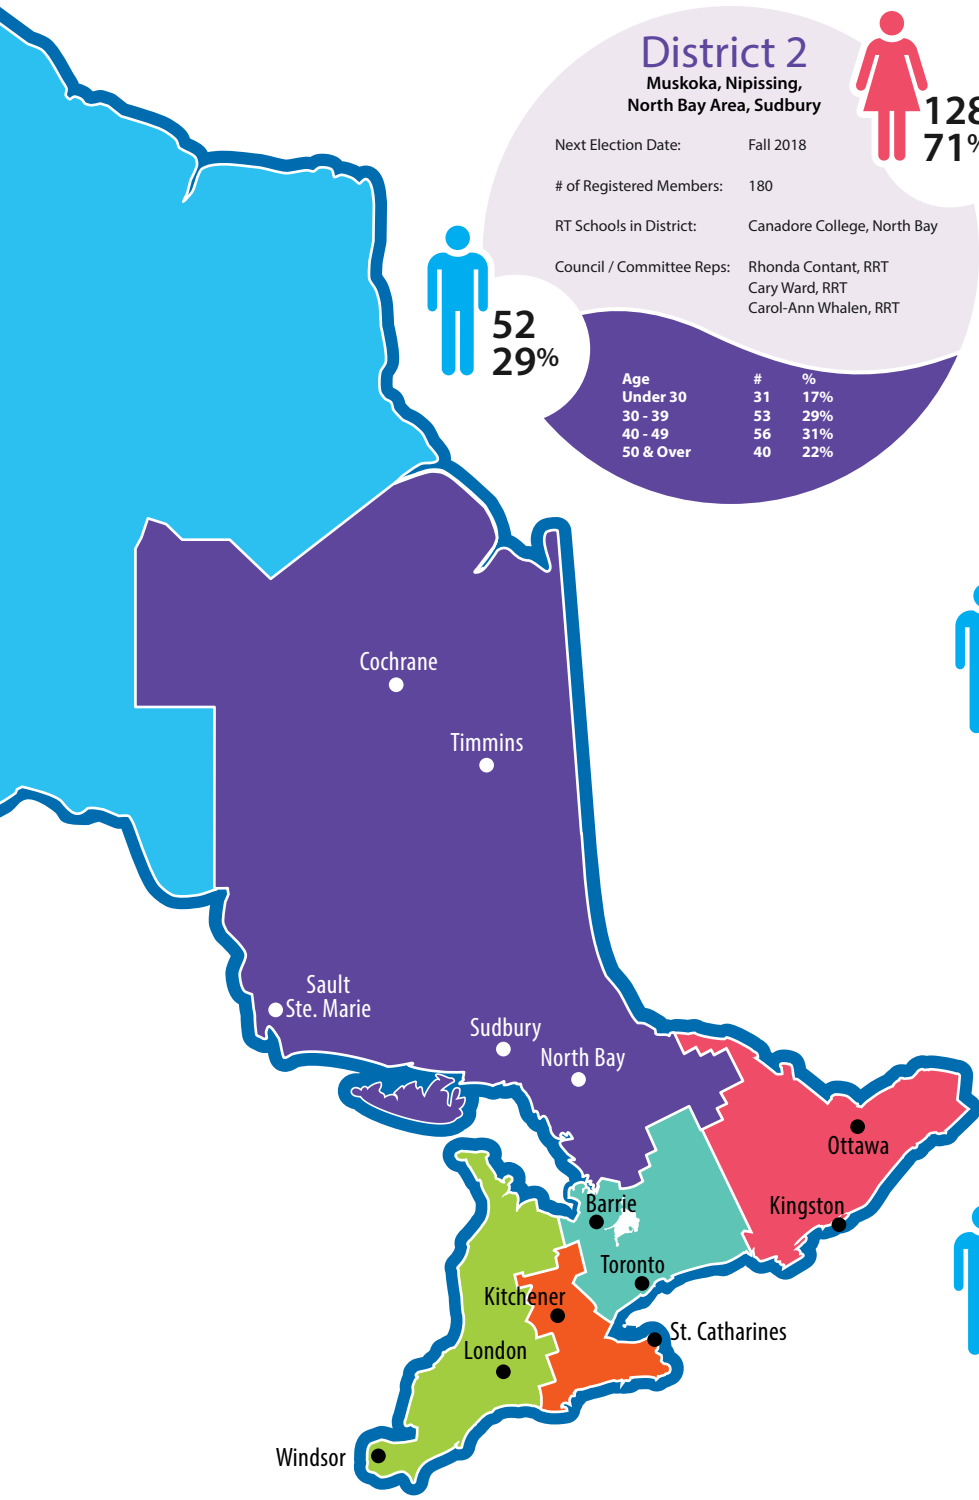 District 2
Muskoka, Nipissing,
North Bay Area, Sudbury
128
71%
Next Election Date: Fall 2018
# of Registered Members: 180
RT Schools in District: Canadore College, North Bay
Council / Committee Reps: Rhonda Contant, RRT
Cary Ward, RRT
Carol-Ann Whalen, RRT
52
29%
Age # %
Under 30 31 17%
30 - 39 53 29%
40 - 49 56 31%
50 & Over 40 22%
Cochrane
Timmins
Sault
Ste. Marie
Sudbury
North Bay
Ottawa
Barrie
Kingston
Toronto
Kitchener
St. Catharines
London
Windsor